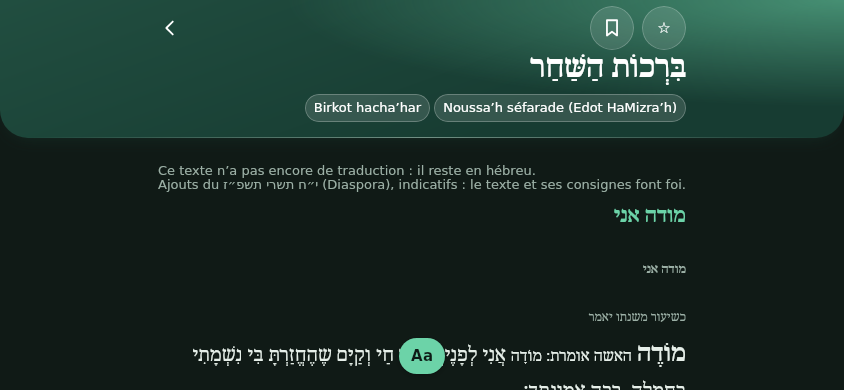 בִּרְכוֹת הַשַּׁחַר
Birkot hacha’har
Noussa’h séfarade (Edot HaMizra’h)
Ce texte n’a pas encore de traduction : il reste en hébreu.
Ajouts du י״ח תשרי תשפ״ז (Diaspora), indicatifs : le texte et ses consignes font foi.
מודה אני
מודה אני
כשיעור משנתו יאמר
מוֹדֶה האשה אומרת: מוֹדָה אֲנִי לְפָנֶי חַי וְקַיָּם שֶׁהֶחֱזַרְתָּ בִּי נִשְׁמָתִי
Aa